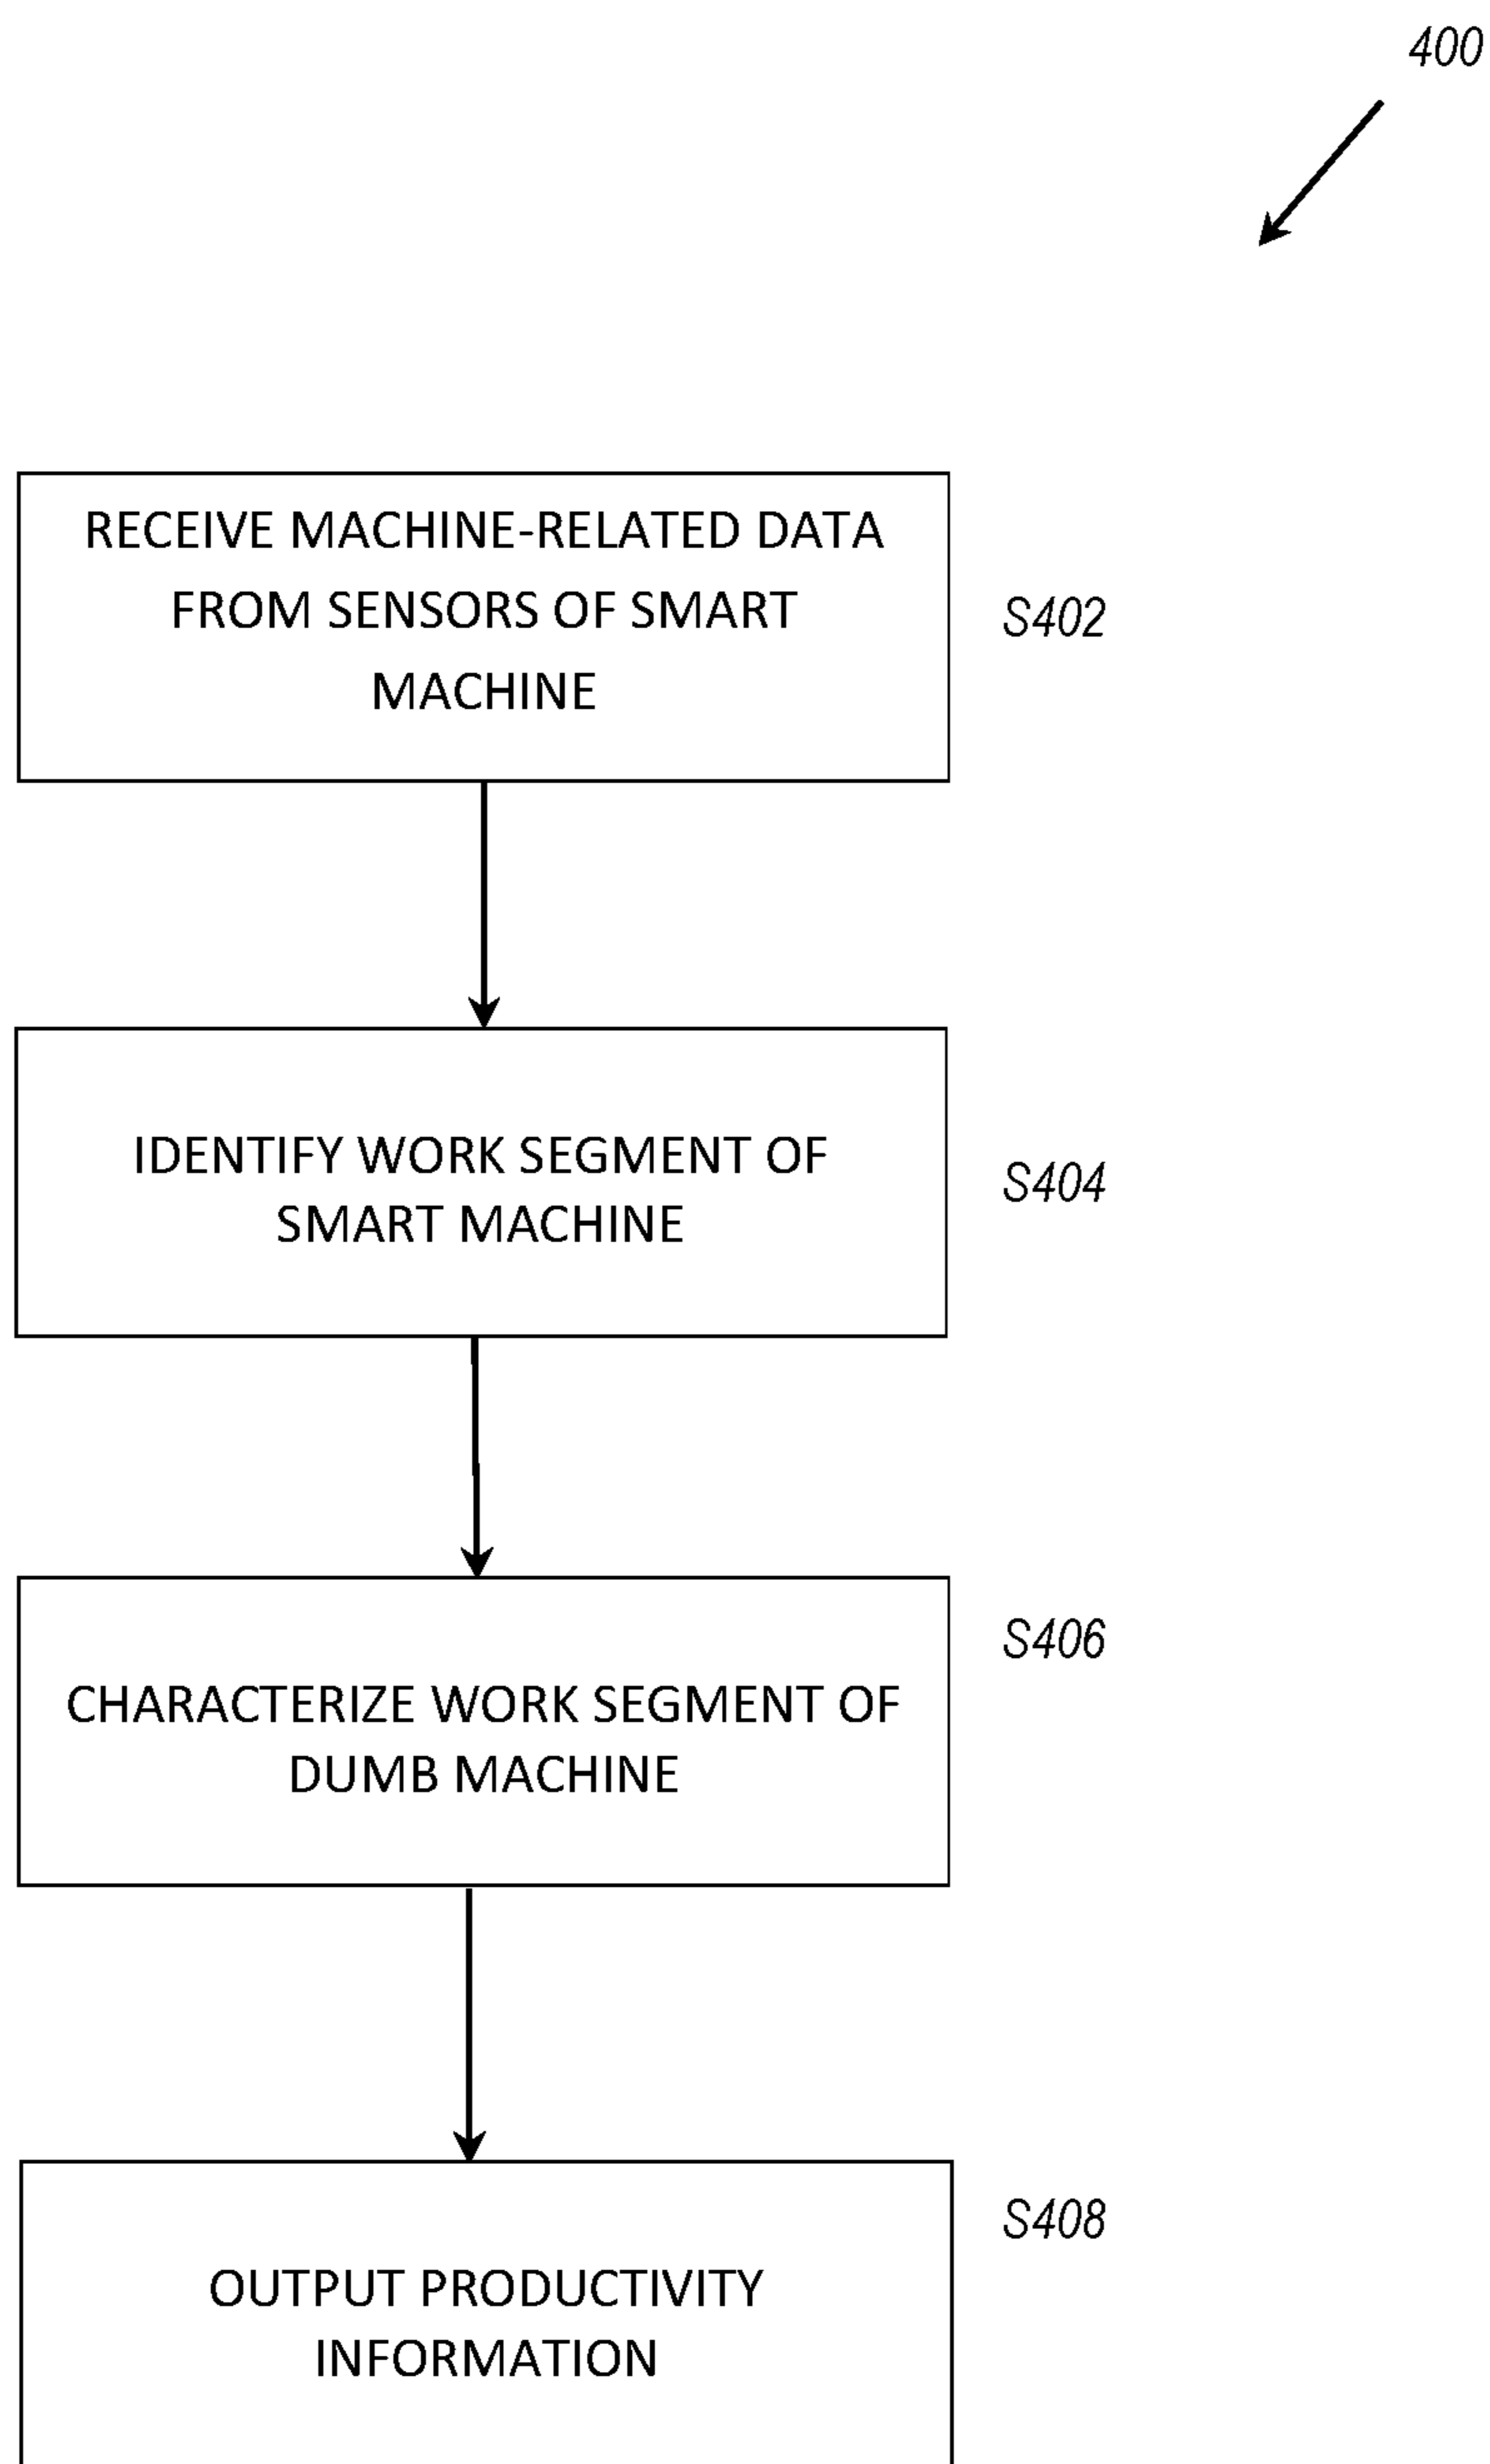 400
RECEIVE MACHINE-RELATED DATA
FROM SENSORS OF SMART
MACHINE
S402
IDENTIFY WORK SEGMENT OF
SMART MACHINE
S404
CHARACTERIZE WORK SEGMENT OF
DUMB MACHINE
S406
OUTPUT PRODUCTIVITY
INFORMATION
S408